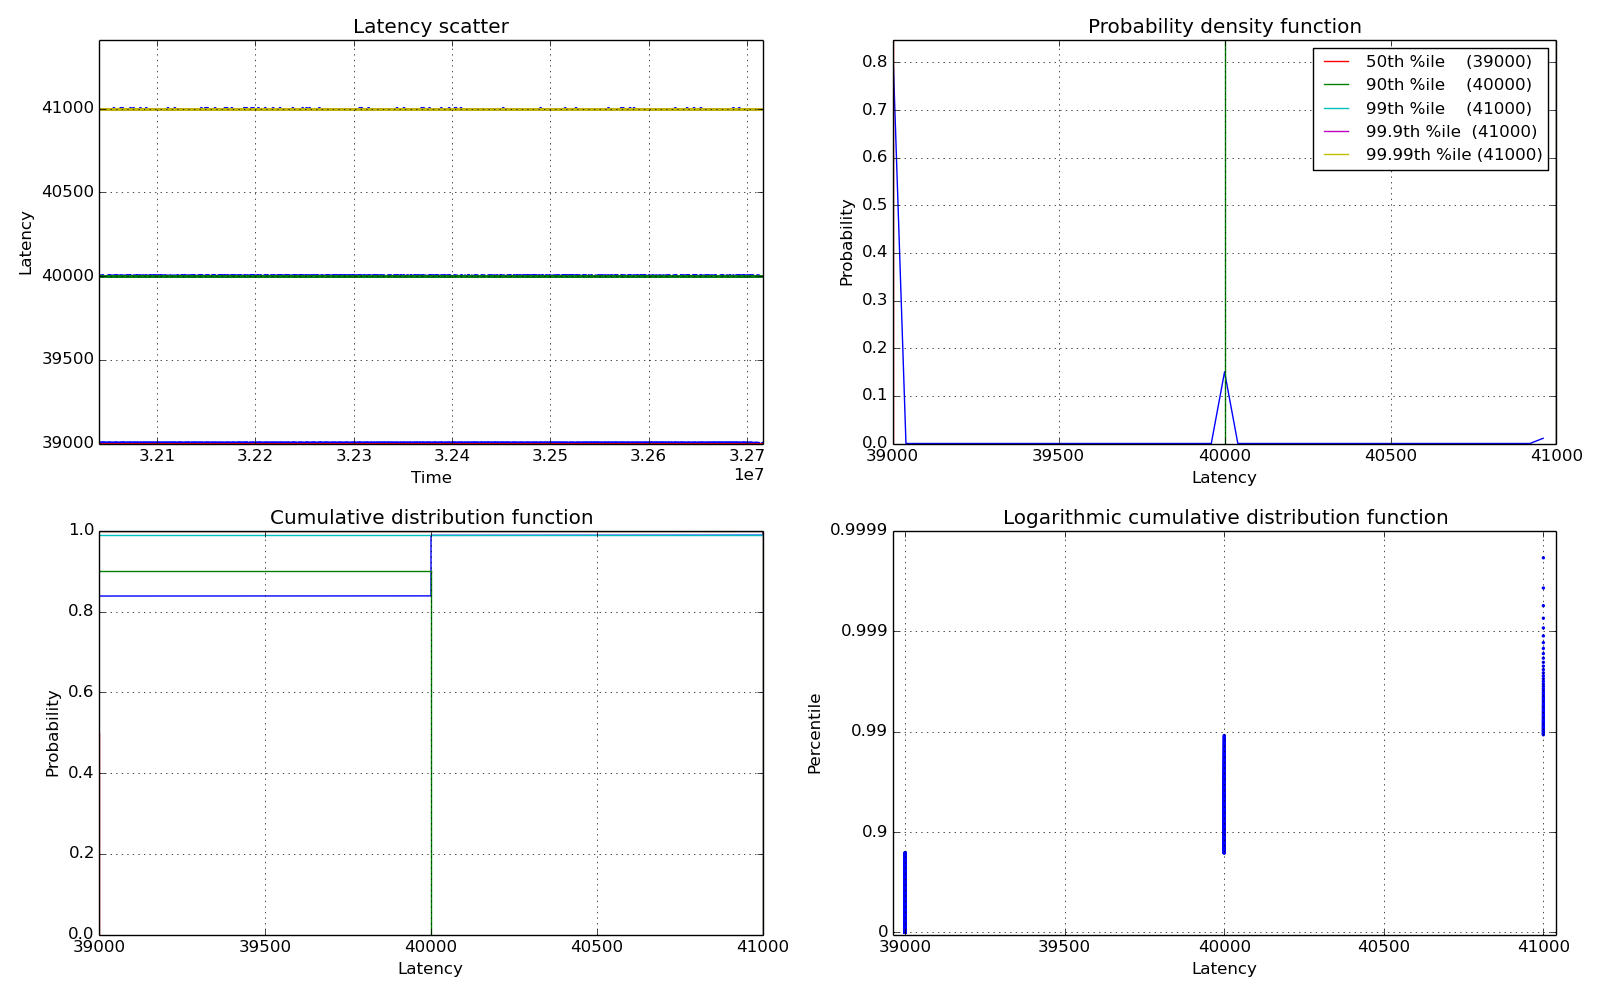 Latency scatter
41000
40500
40000
39500
39000
Latency
3.21 3.22 3.23 3.24 3.25 3.26 3.27
1e7
Time
Probability density function
0.8
0.7
0.6
0.5
0.4
0.3
0.2
0.1
0.0
Probability
50th %ile (39000)
90th %ile (40000)
99th %ile (41000)
99.9th %ile (41000)
99.99th %ile (41000)
39000 39500 40000 40500 41000
Latency
Cumulative distribution function
1.0
0.8
0.6
0.4
0.2
0.0
Probability
39000 39500 40000 40500 41000
Latency
Logarithmic cumulative distribution function
0.9999
0.999
0.99
0.9
0
Percentile
39000 39500 40000 40500 41000
Latency